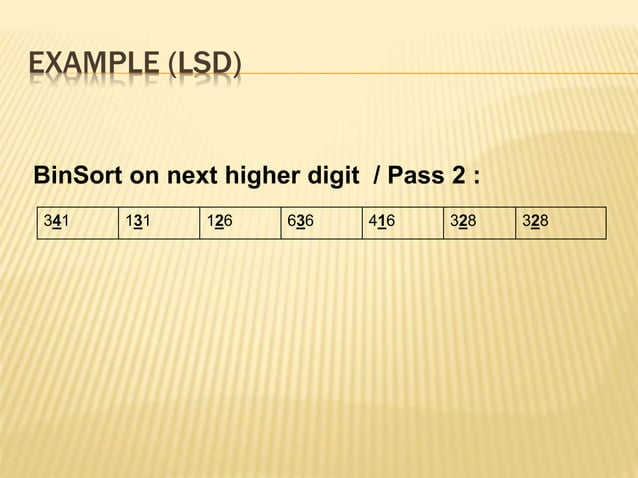 EXAMPLE (LSD)
BinSort on next higher digit / Pass 2 :
341 131 126 636 416 328 328